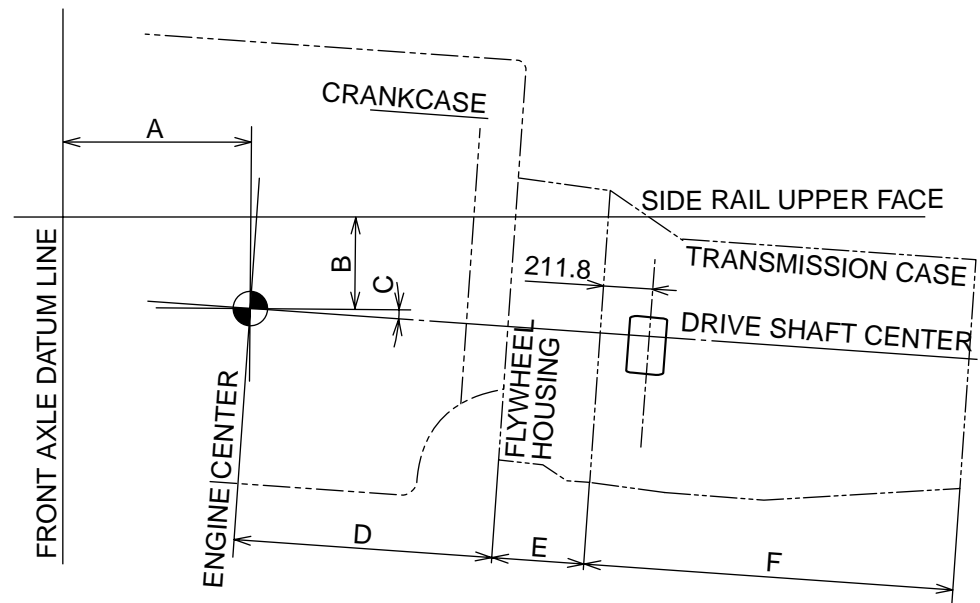 CRANKCASE
A
SIDE RAIL UPPER FACE
B
C
211.8
TRANSMISSION CASE
DRIVE SHAFT CENTER
FRONT AXLE DATUM LINE
ENGINE CENTER
FLYWHEEL
HOUSING
D
E
F